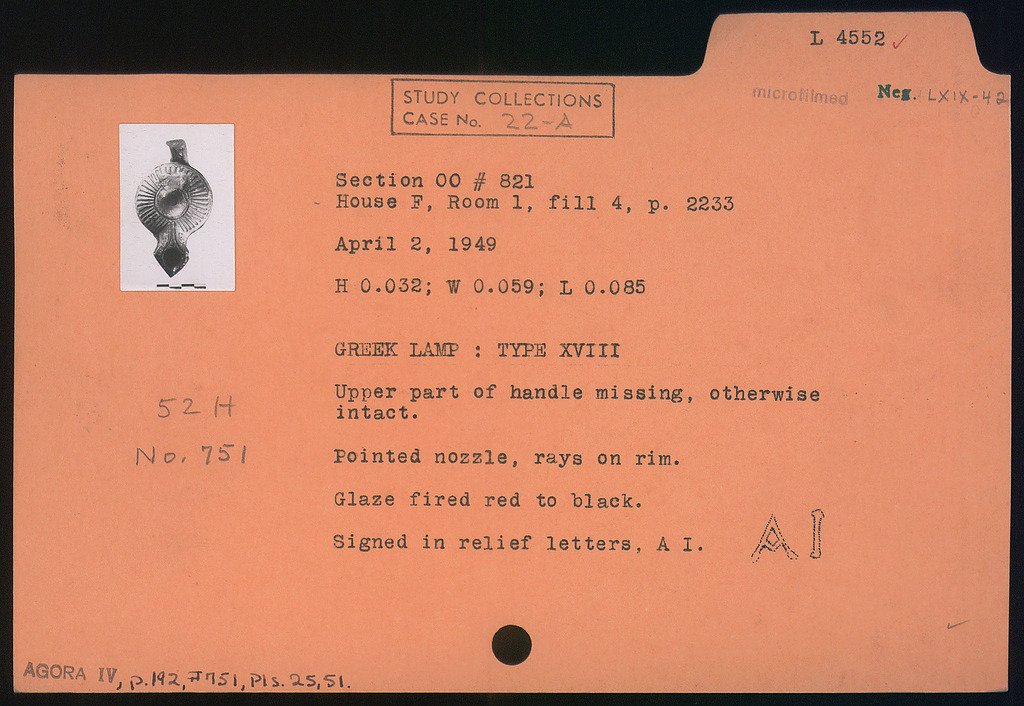 L 4552 ✓
microfilmed Neg. LXIX-42
STUDY COLLECTIONS
CASE No. 22-A
Section OO # 821
House F, Room 1, fill 4, p. 2233
April 2, 1949
H 0.032; W 0.059; L 0.085
GREEK LAMP : TYPE XVIII
Upper part of handle missing, otherwise
intact.
52 H
No. 751
Pointed nozzle, rays on rim.
Glaze fired red to black.
Signed in relief letters, A I.
A I
AGORA IV, p.192, #751, Pls. 25, 51.